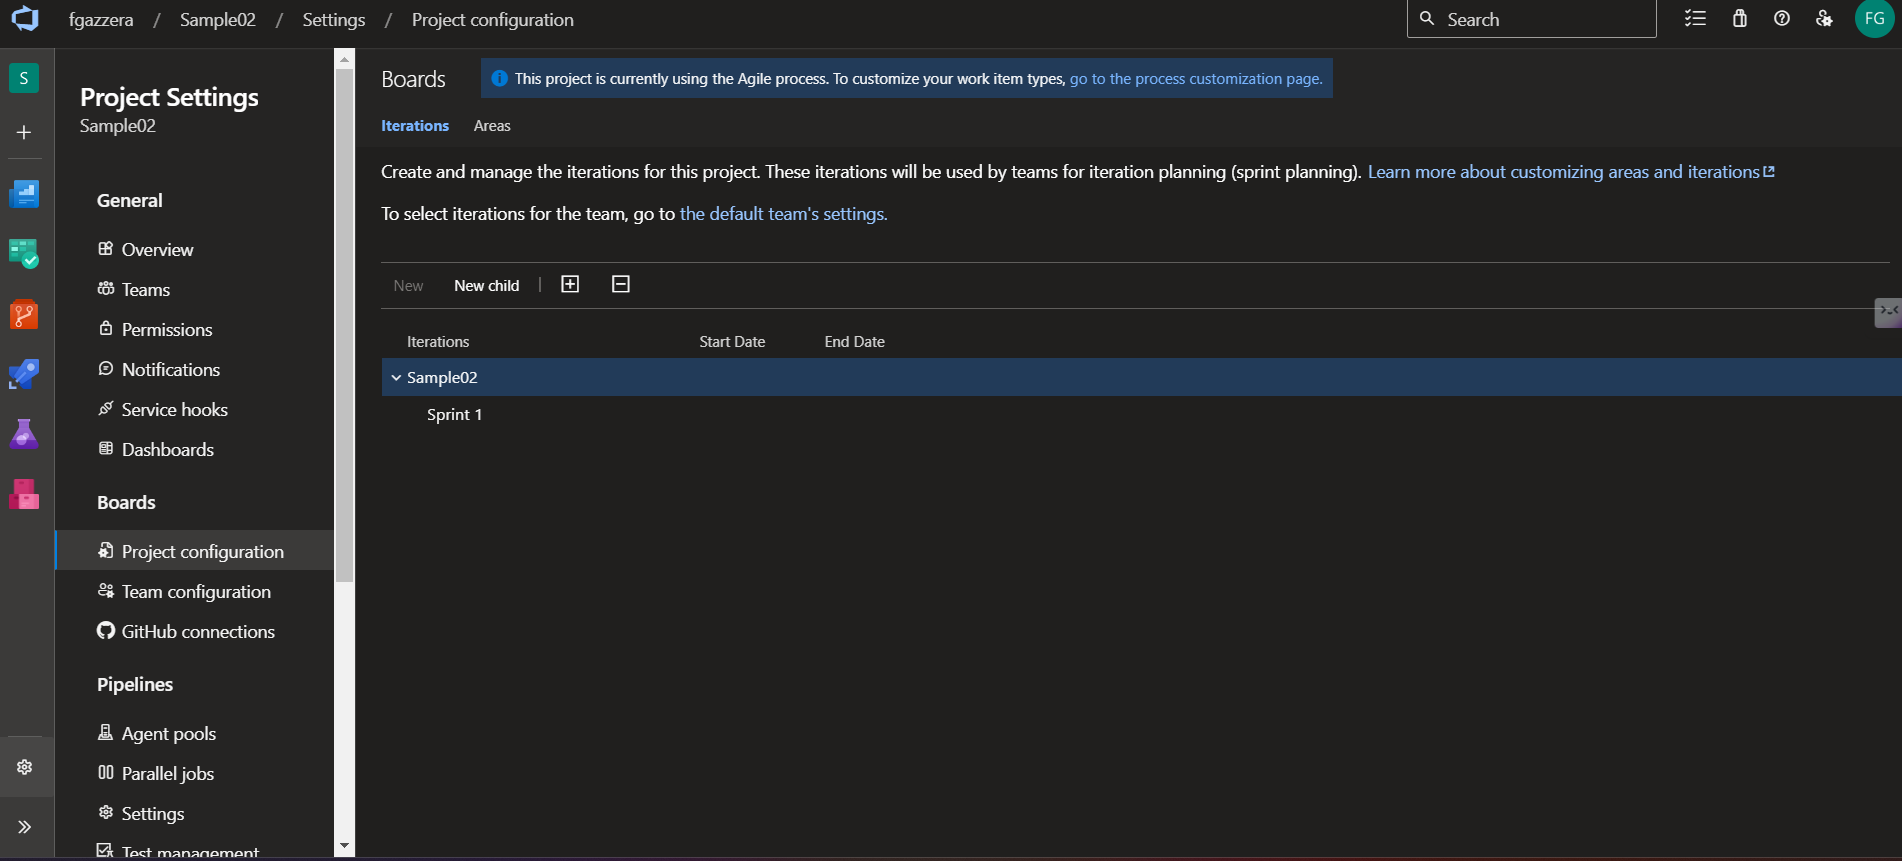 fgazzera / Sample02 / Settings / Project configuration
Search
FG
S
Project Settings
Sample02
General
Overview
Teams
Permissions
Notifications
Service hooks
Dashboards
Boards
Project configuration
Team configuration
GitHub connections
Pipelines
Agent pools
Parallel jobs
Settings
Test management
Boards
This project is currently using the Agile process. To customize your work item types, go to the process customization page.
Iterations Areas
Create and manage the iterations for this project. These iterations will be used by teams for iteration planning (sprint planning). Learn more about customizing areas and iterations
To select iterations for the team, go to the default team's settings.
New New child
Iterations Start Date End Date
Sample02
Sprint 1